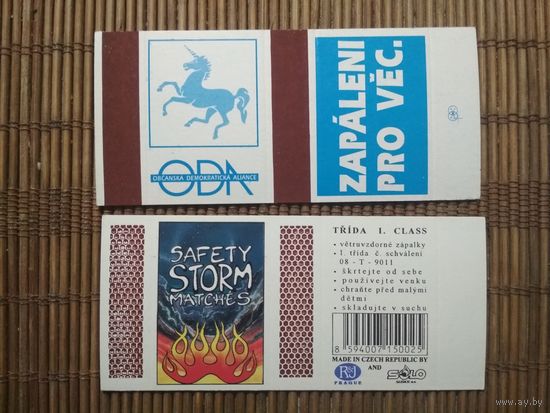 ODA
OBČANSKÁ DEMOKRATICKÁ ALIANCE
ZAPÁLENI
PRO VĚC.
SAFETY
STORM
MATCHES
TŘÍDA 1. CLASS
• větruvzdorné zápalky
• 1. třída č. schválení
08 - T - 9011
• škrtejte od sebe
• používejte venku
• chraňte před malými
dětmi
• skladujte v suchu
8 594007 150025
MADE IN CZECH REPUBLIC BY
AND
PRAGUE
SOLO
SUŠICE a.s.
www.ay.by